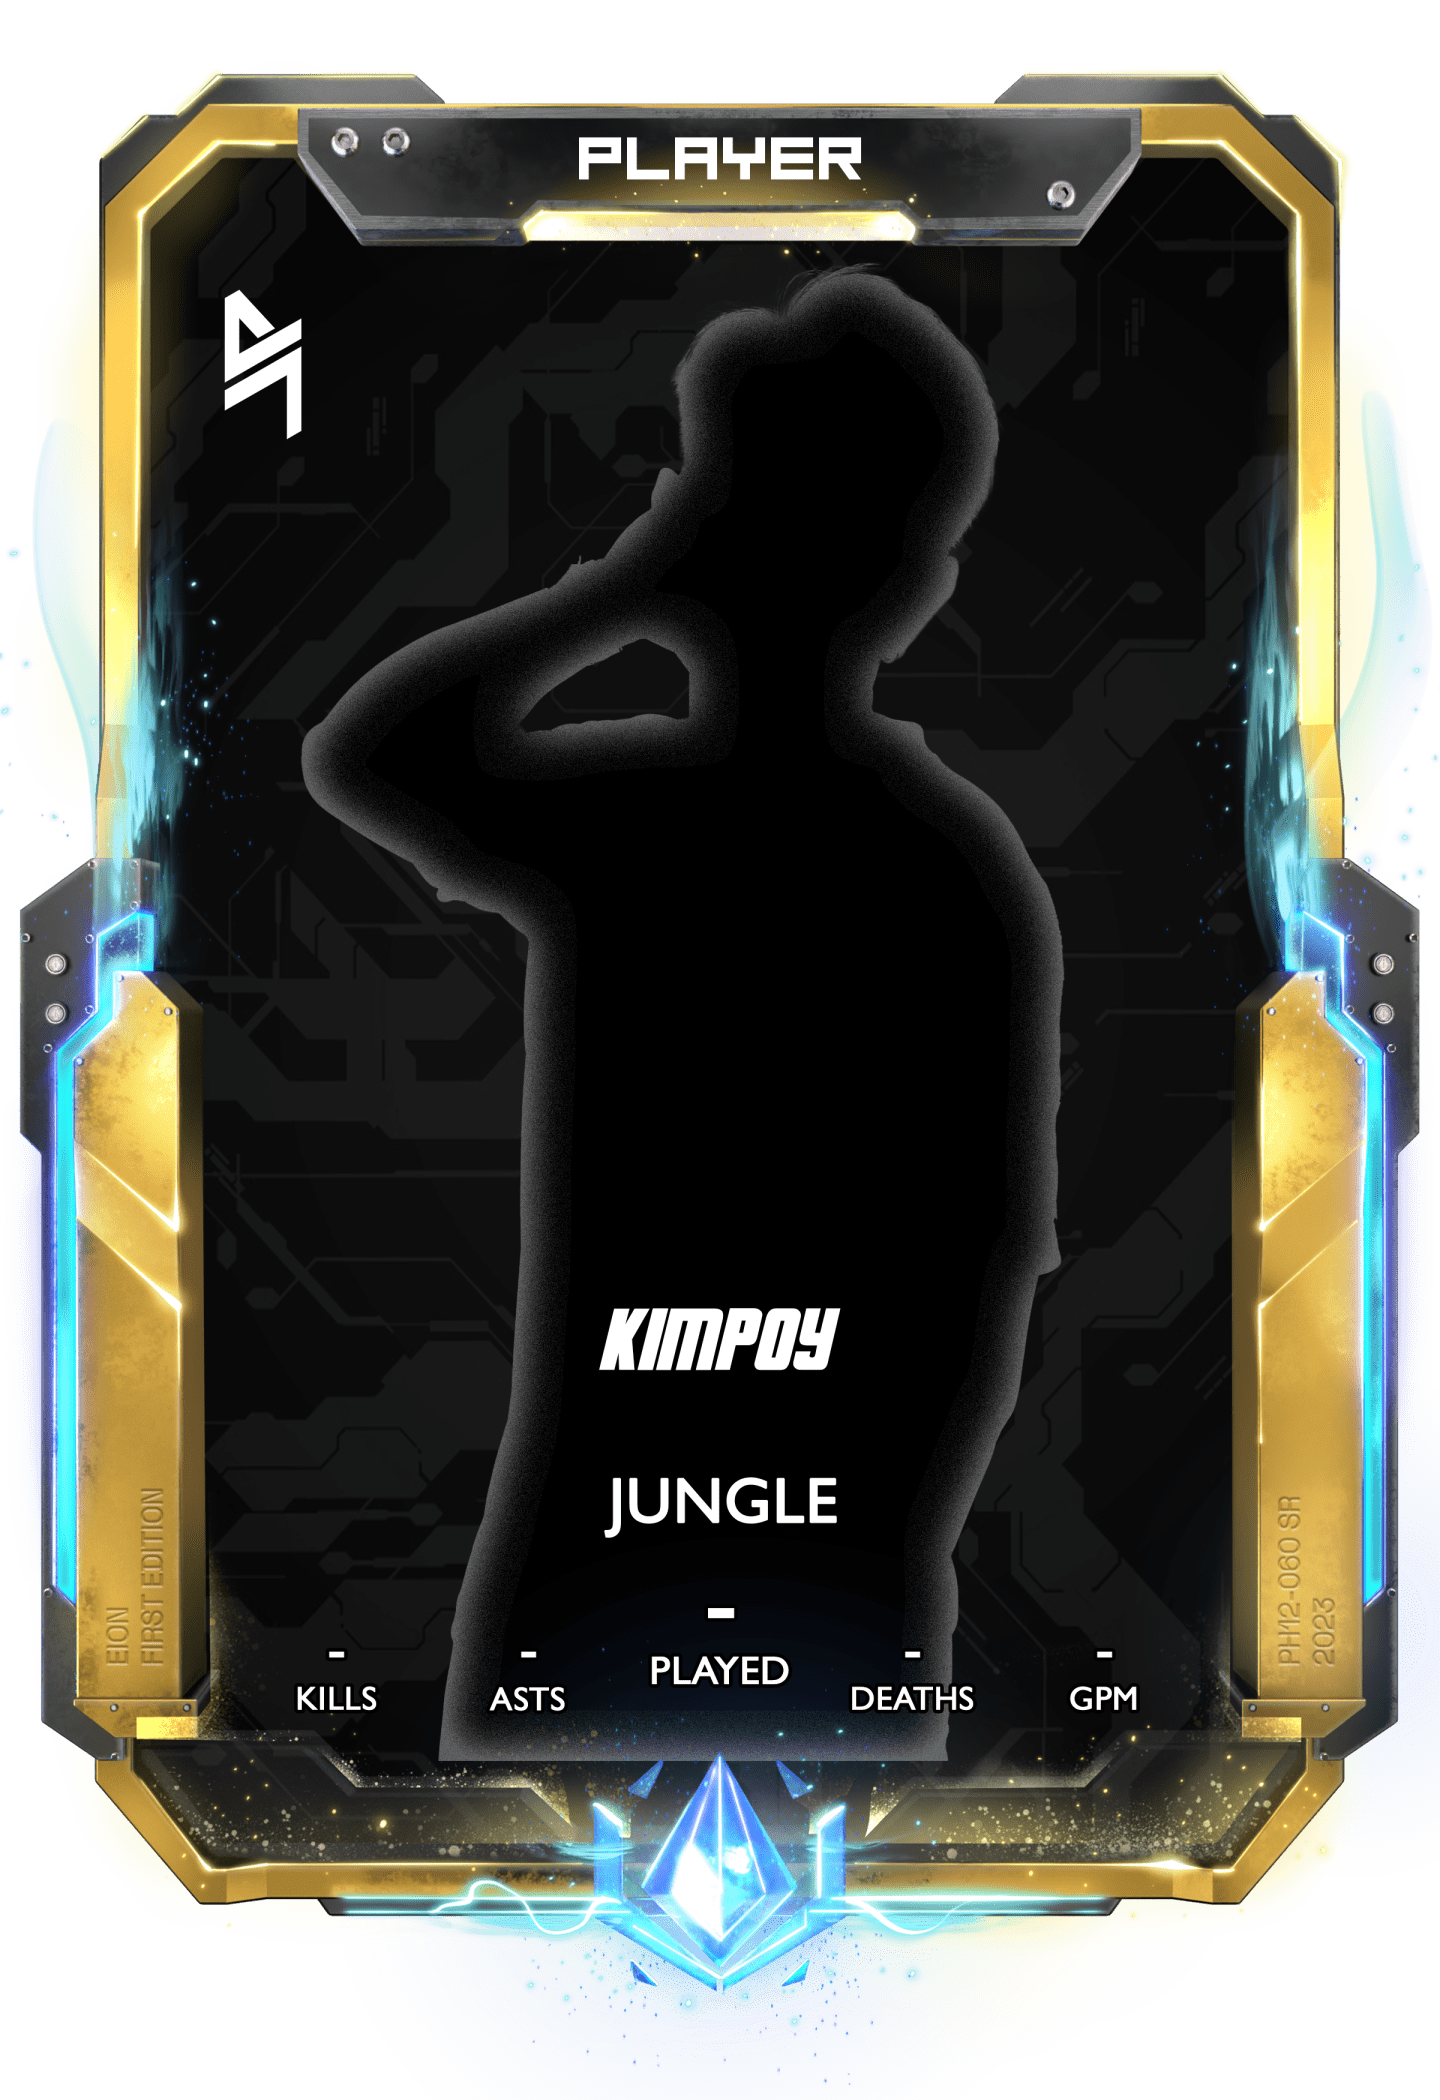 PLAYER
KIMPOY
JUNGLE
-
PLAYED
-
KILLS
-
ASTS
-
DEATHS
-
GPM
EION
FIRST EDITION
PH12-060 SR
2023